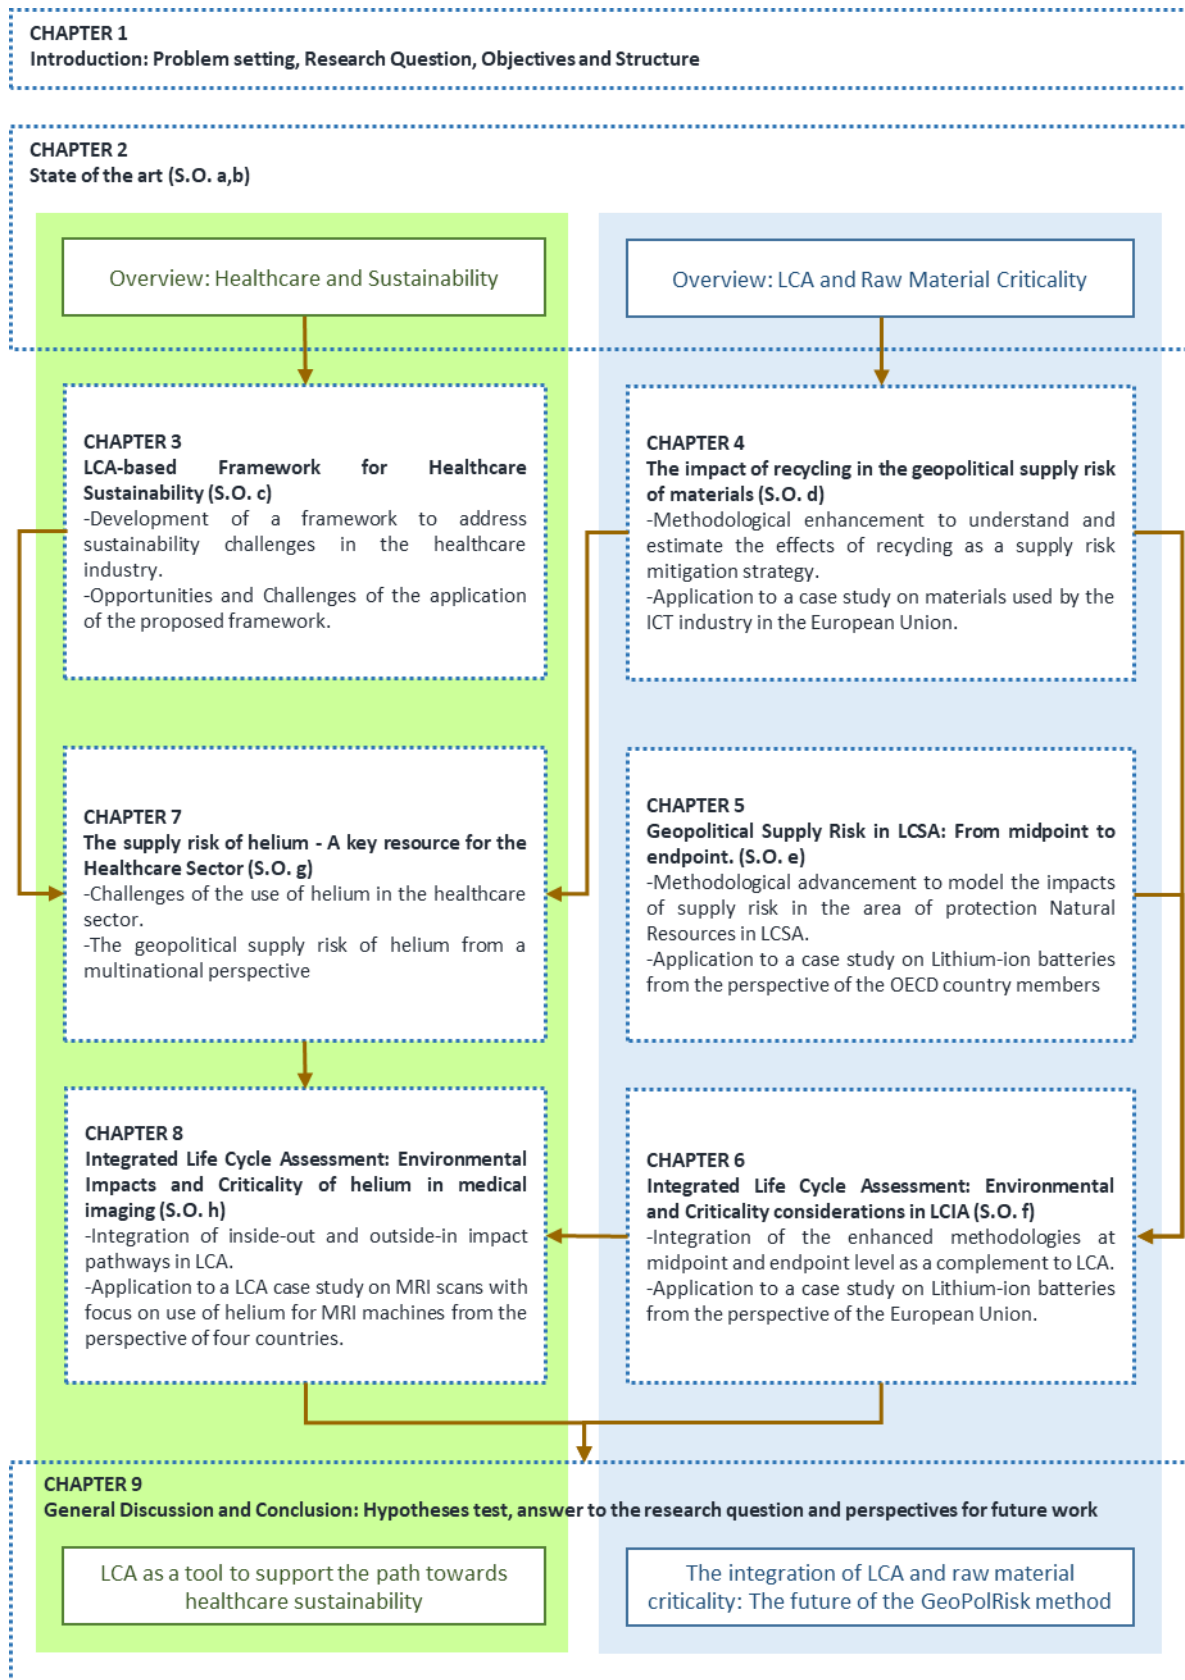 CHAPTER 1
Introduction: Problem setting, Research Question, Objectives and Structure
CHAPTER 2
State of the art (S.O. a,b)
Overview: Healthcare and Sustainability
Overview: LCA and Raw Material Criticality
CHAPTER 3
LCA-based Framework for Healthcare
Sustainability (S.O. c)
-Development of a framework to address
sustainability challenges in the healthcare
industry.
-Opportunities and Challenges of the application
of the proposed framework.
CHAPTER 4
The impact of recycling in the geopolitical supply risk
of materials (S.O. d)
-Methodological enhancement to understand and
estimate the effects of recycling as a supply risk
mitigation strategy.
-Application to a case study on materials used by the
ICT industry in the European Union.
CHAPTER 7
The supply risk of helium - A key resource for the
Healthcare Sector (S.O. g)
-Challenges of the use of helium in the healthcare
sector.
-The geopolitical supply risk of helium from a
multinational perspective
CHAPTER 5
Geopolitical Supply Risk in LCSA: From midpoint to
endpoint. (S.O. e)
-Methodological advancement to model the impacts
of supply risk in the area of protection Natural
Resources in LCSA.
-Application to a case study on Lithium-ion batteries
from the perspective of the OECD country members
CHAPTER 8
Integrated Life Cycle Assessment: Environmental
Impacts and Criticality of helium in medical
imaging (S.O. h)
-Integration of inside-out and outside-in impact
pathways in LCA.
-Application to a LCA case study on MRI scans with
focus on use of helium for MRI machines from the
perspective of four countries.
CHAPTER 6
Integrated Life Cycle Assessment: Environmental
and Criticality considerations in LCIA (S.O. f)
-Integration of the enhanced methodologies at
midpoint and endpoint level as a complement to LCA.
-Application to a case study on Lithium-ion batteries
from the perspective of the European Union.
CHAPTER 9
General Discussion and Conclusion: Hypotheses test, answer to the research question and perspectives for future work
LCA as a tool to support the path towards
healthcare sustainability
The integration of LCA and raw material
criticality: The future of the GeoPolRisk method